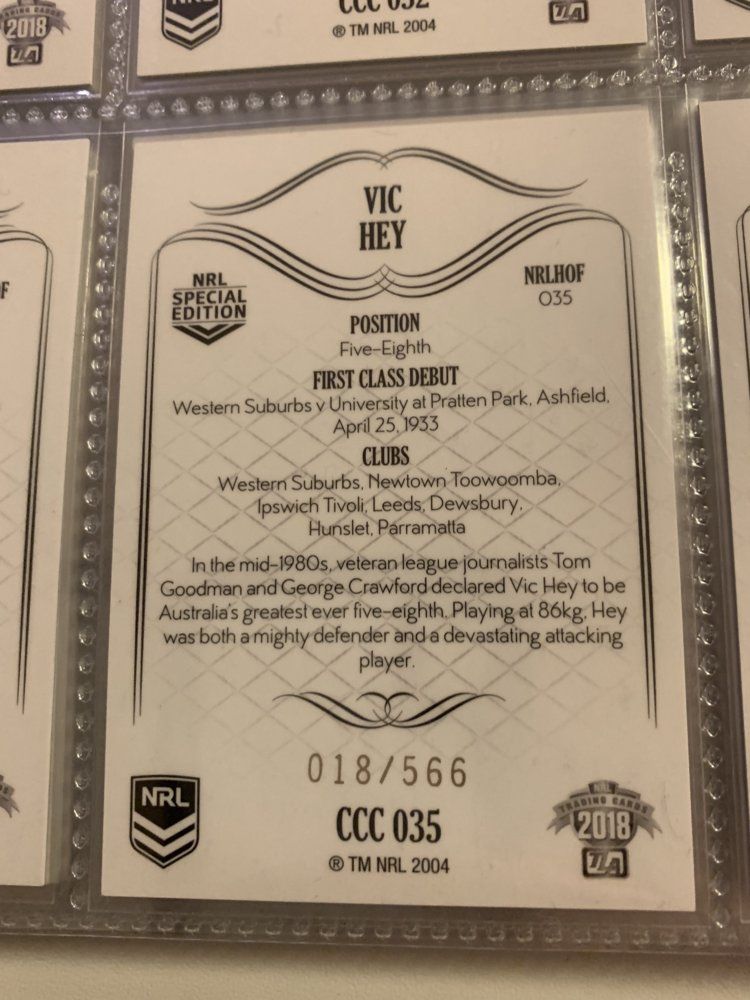 2018
CCC 032
® TM NRL 2004
VIC
HEY
NRL
SPECIAL
EDITION
NRLHOF
035
POSITION
Five-Eighth
FIRST CLASS DEBUT
Western Suburbs v University at Pratten Park, Ashfield,
April 25, 1933
CLUBS
Western Suburbs, Newtown Toowoomba,
Ipswich Tivoli, Leeds, Dewsbury,
Hunslet, Parramatta
In the mid-1980s, veteran league journalists Tom
Goodman and George Crawford declared Vic Hey to be
Australia's greatest ever five-eighth. Playing at 86kg, Hey
was both a mighty defender and a devastating attacking
player.
018/566
NRL
CCC 035
® TM NRL 2004
NRL
TRADING CARDS
2018
TLA